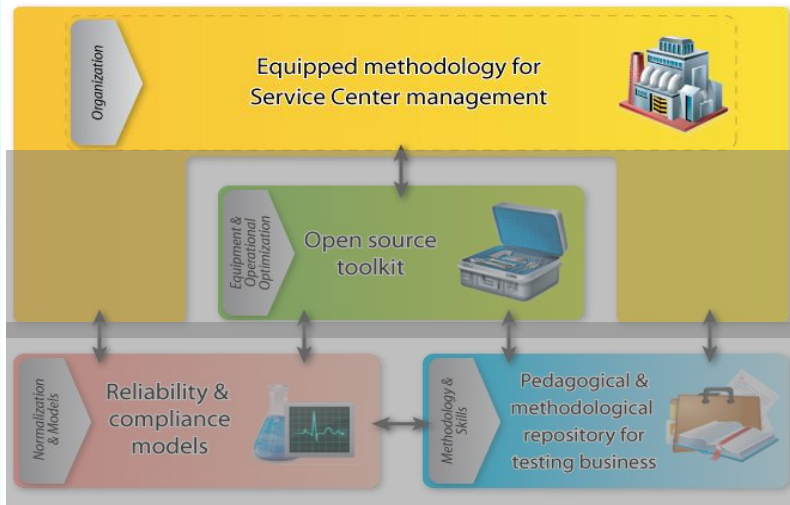 Organization
Equipped methodology for
Service Center management
Equipment &
Operational
Optimization
Open source
toolkit
Normalization
& Models
Reliability &
compliance
models
Methodology &
Skills
Pedagogical &
methodological
repository for
testing business